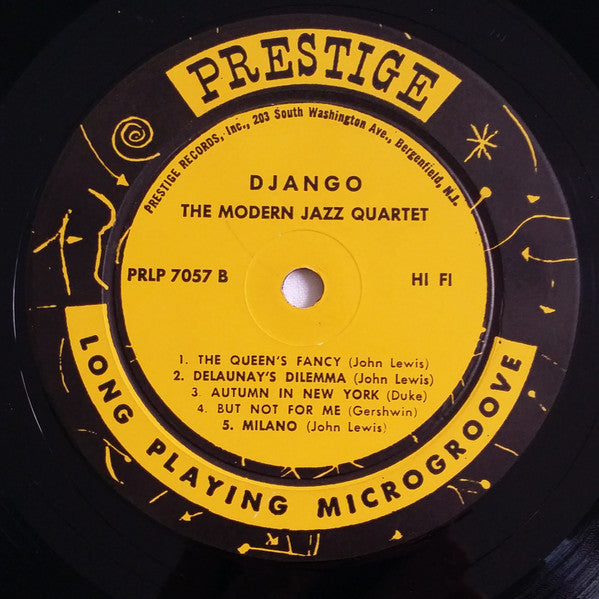 PRESTIGE
PRESTIGE RECORDS, Inc., 203 South Washington Ave., Bergenfield, N.J.
DJANGO
THE MODERN JAZZ QUARTET
PRLP 7057 B HI FI
1. THE QUEEN'S FANCY (John Lewis)
2. DELAUNAY'S DILEMMA (John Lewis)
3. AUTUMN IN NEW YORK (Duke)
4. BUT NOT FOR ME (Gershwin)
5. MILANO (John Lewis)
LONG PLAYING MICROGROOVE